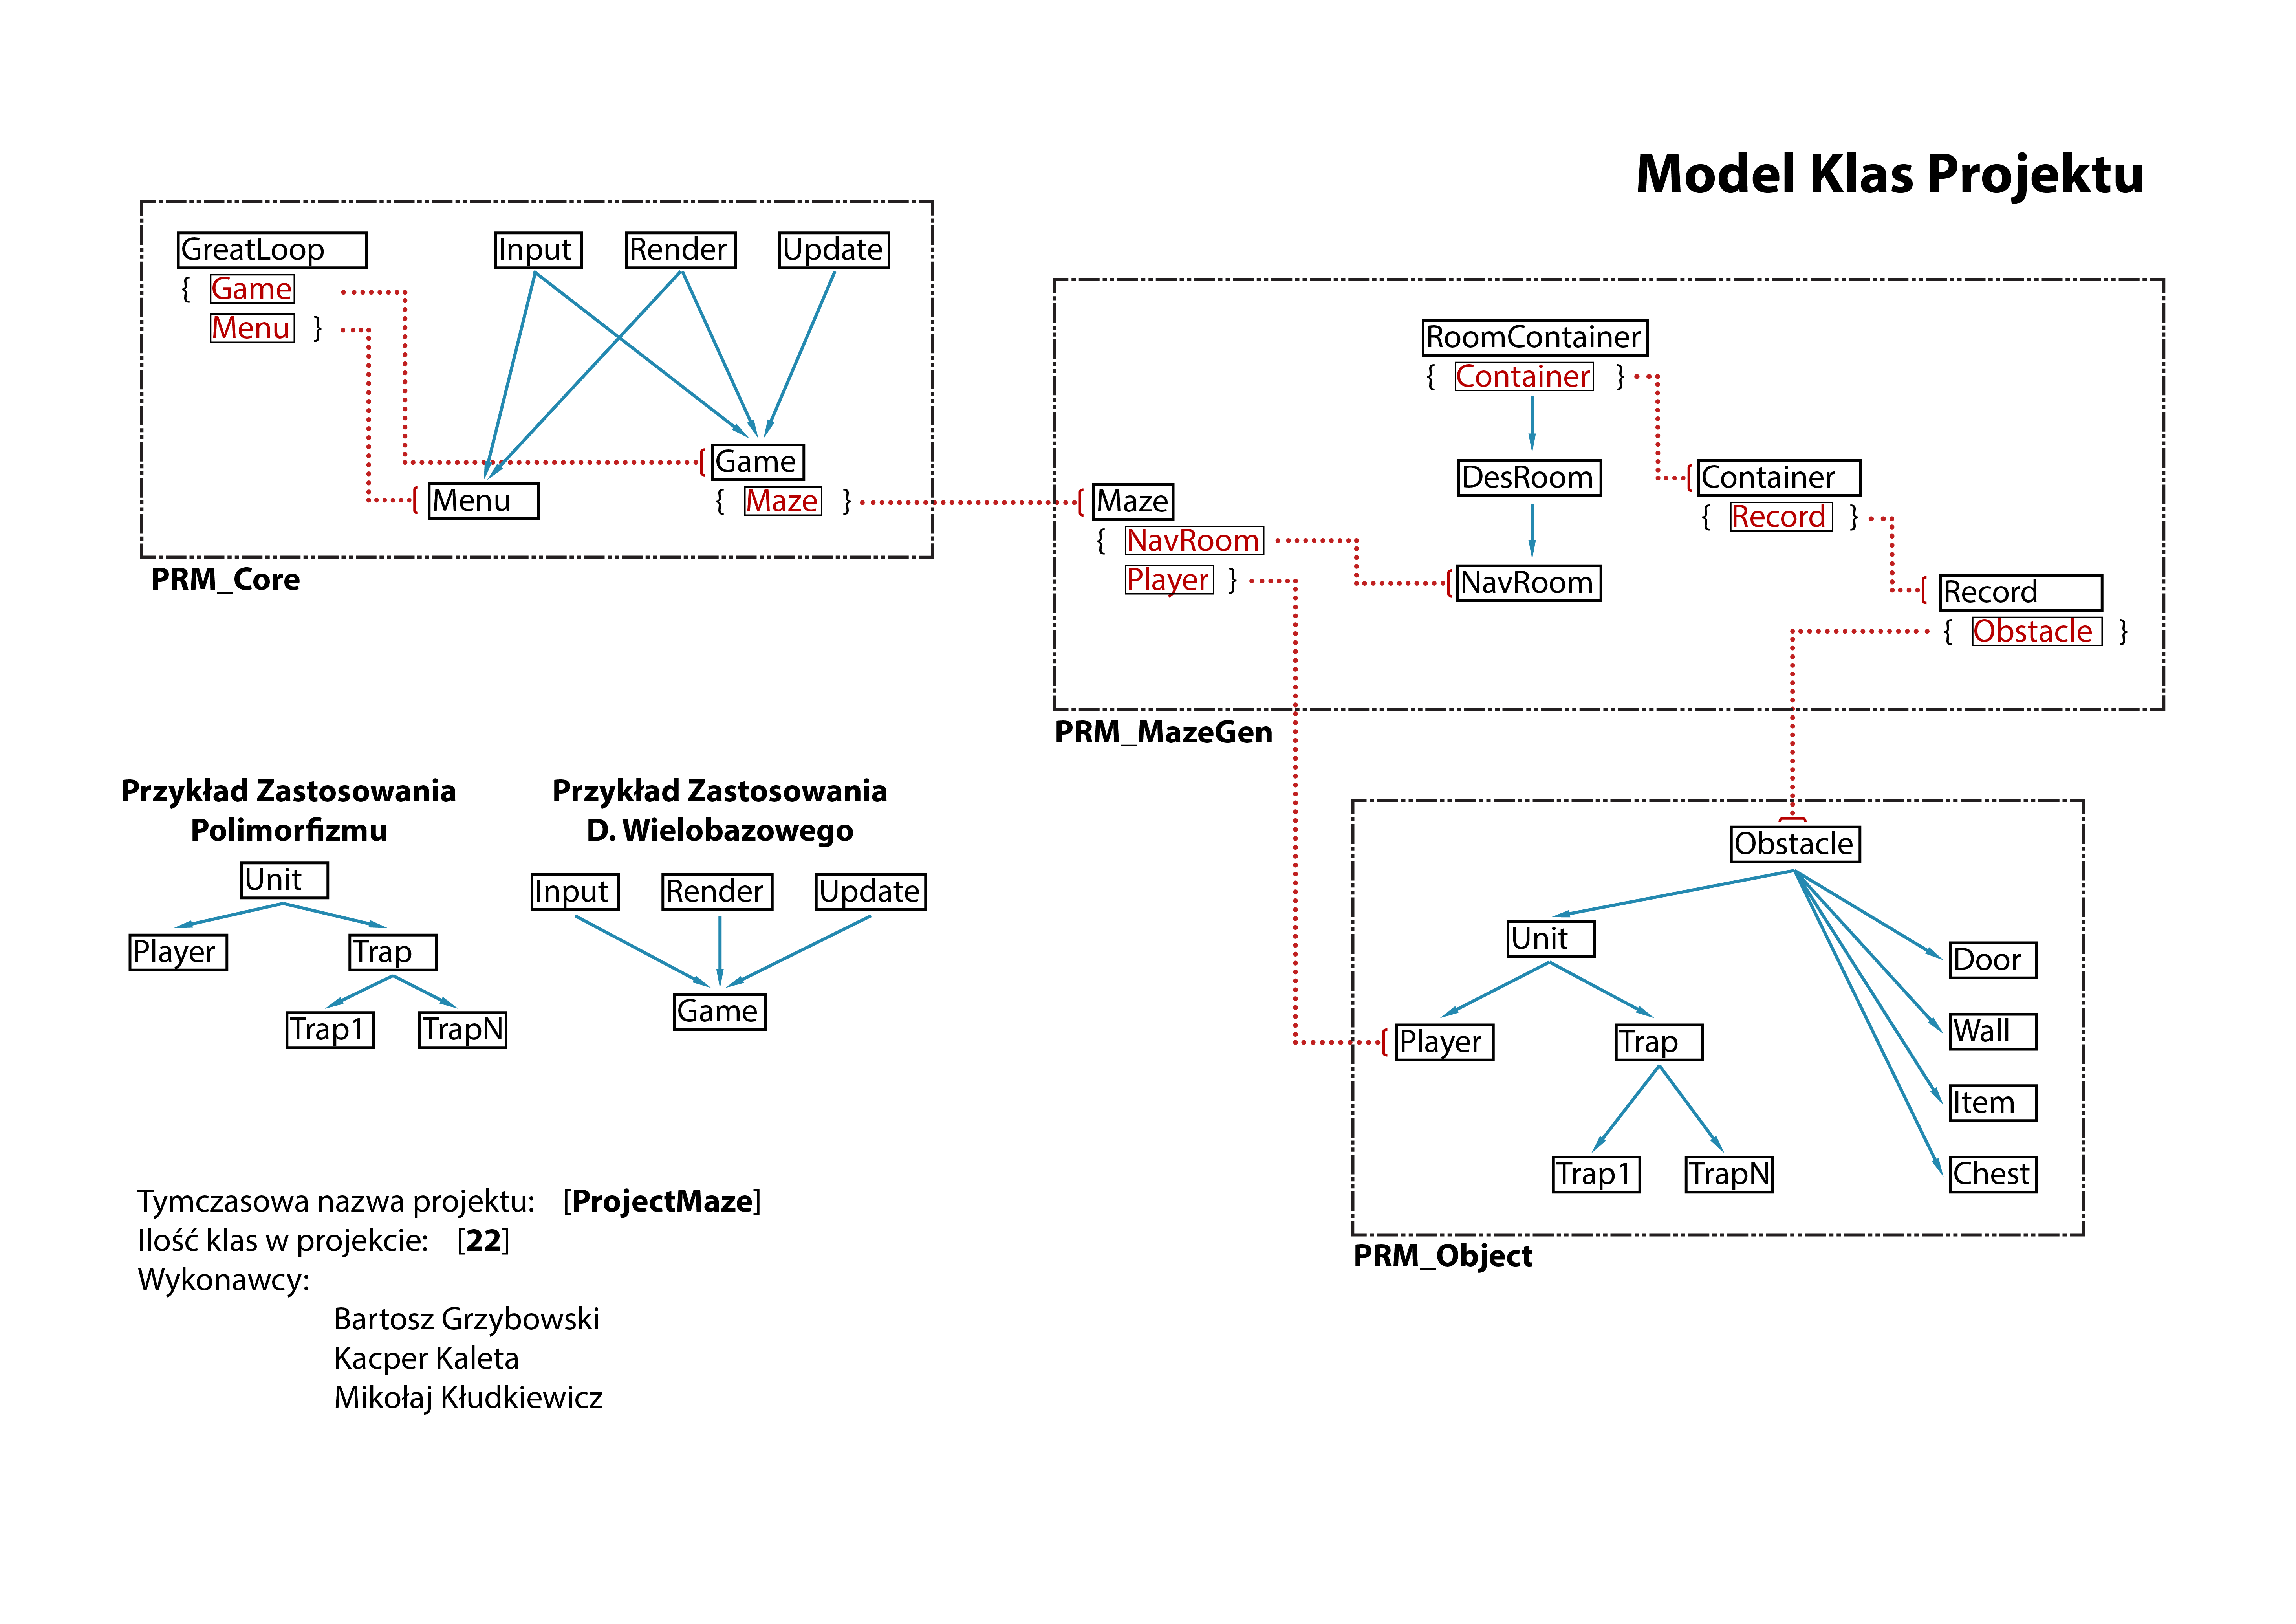 Model Klas Projektu
GreatLoop
{ Game
Menu }
Input
Render
Update
Game
{ Maze }
Menu
PRM_Core
RoomContainer
{ Container }
DesRoom
Container
{ Record }
Maze
{ NavRoom
Player }
NavRoom
Record
{ Obstacle }
PRM_MazeGen
Przykład Zastosowania
Polimorfizmu
Unit
Player
Trap
Trap1
TrapN
Przykład Zastosowania
D. Wielobazowego
Input
Render
Update
Game
Obstacle
Unit
Door
Player
Trap
Wall
Item
Trap1
TrapN
Chest
PRM_Object
Tymczasowa nazwa projektu: [ProjectMaze]
Ilość klas w projekcie: [22]
Wykonawcy:
Bartosz Grzybowski
Kacper Kaleta
Mikołaj Kłudkiewicz